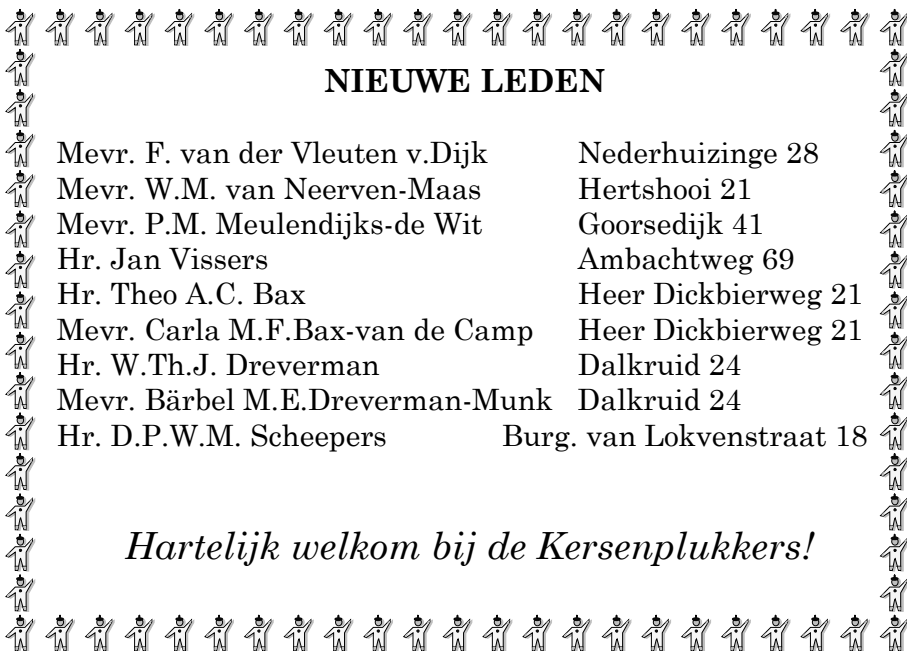 NIEUWE LEDEN
Mevr. F. van der Vleuten v.Dijk Nederhuizinge 28
Mevr. W.M. van Neerven-Maas Hertshooi 21
Mevr. P.M. Meulendijks-de Wit Goorsedijk 41
Hr. Jan Vissers Ambachtweg 69
Hr. Theo A.C. Bax Heer Dickbierweg 21
Mevr. Carla M.F.Bax-van de Camp Heer Dickbierweg 21
Hr. W.Th.J. Dreverman Dalkruid 24
Mevr. Bärbel M.E.Dreverman-Munk Dalkruid 24
Hr. D.P.W.M. Scheepers Burg. van Lokvenstraat 18
Hartelijk welkom bij de Kersenplukkers!